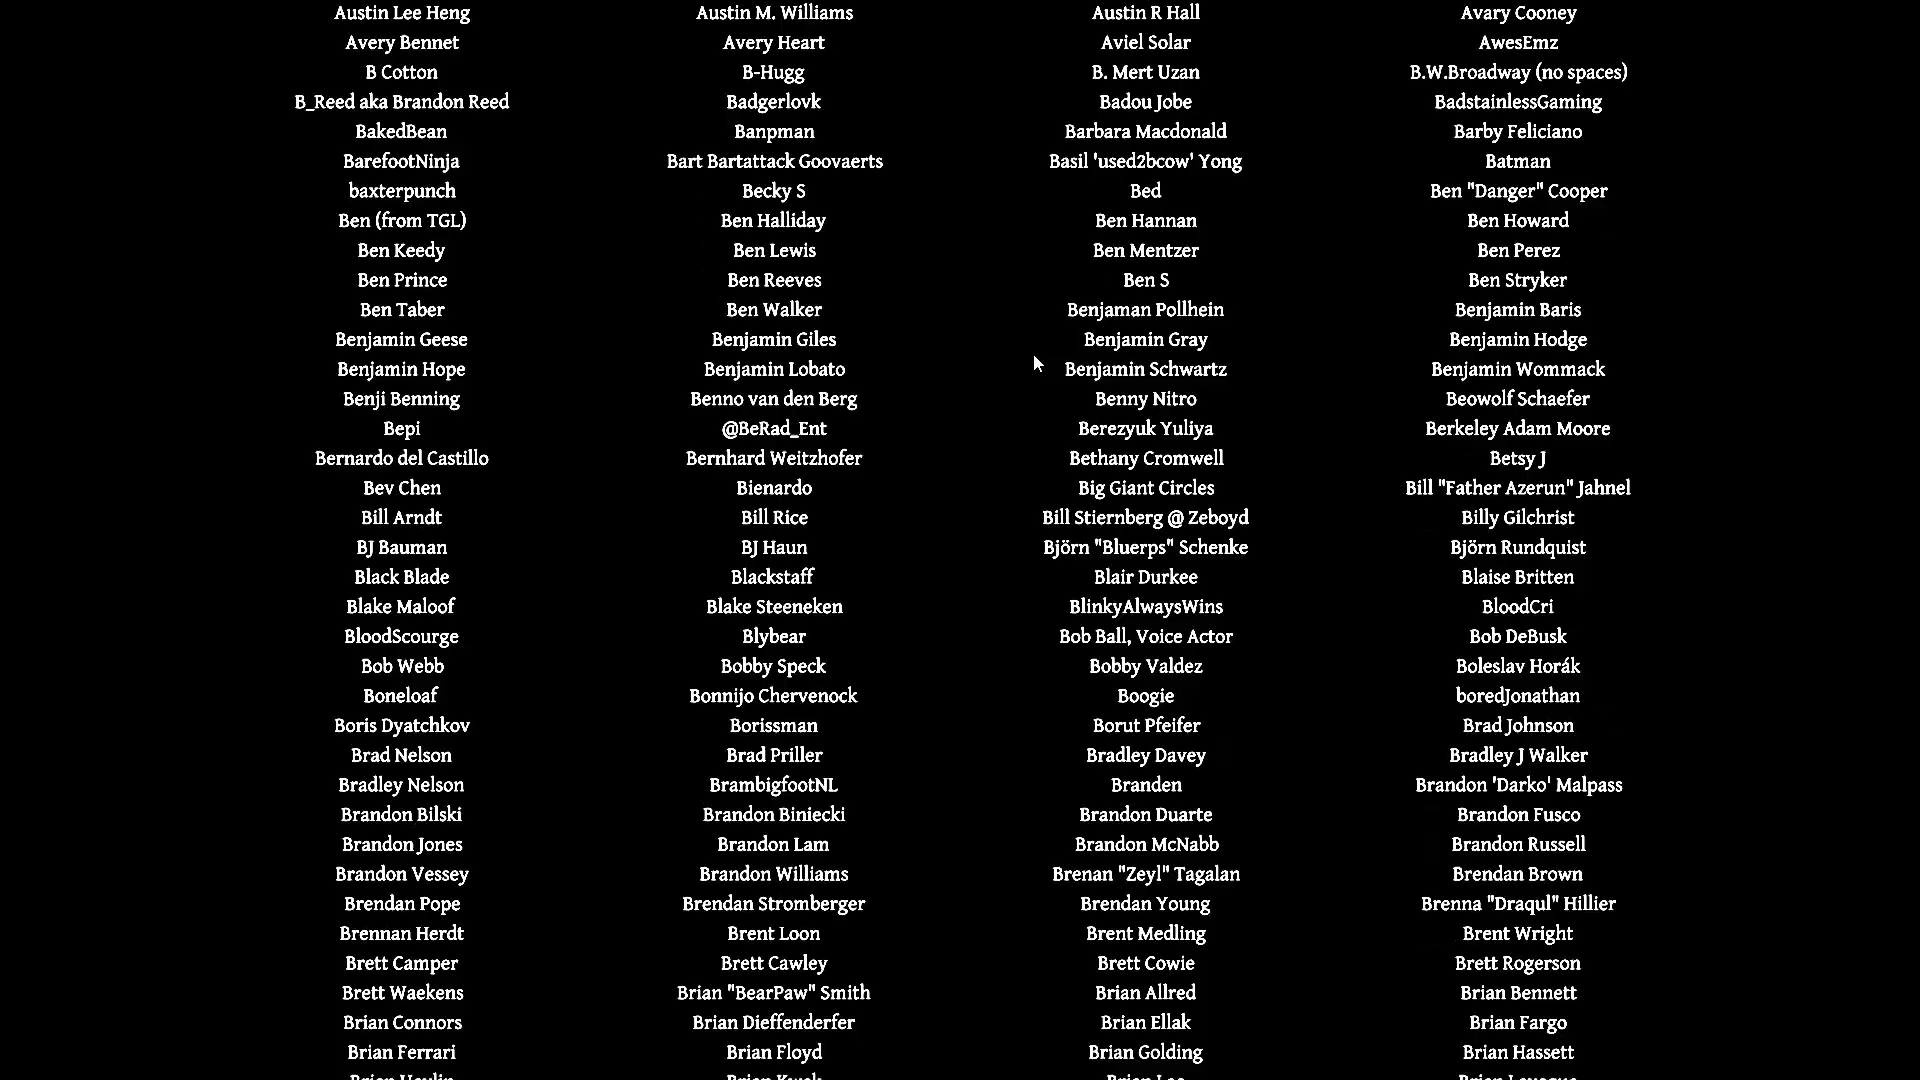 Austin Lee Heng Austin M. Williams Austin R Hall Avary Cooney
Avery Bennet Avery Heart Aviel Solar AwesEmz
B Cotton B-Hugg B. Mert Uzan B.W.Broadway (no spaces)
B_Reed aka Brandon Reed Badgerlovk Badou Jobe BadstainlessGaming
BakedBean Banpman Barbara Macdonald Barby Feliciano
BarefootNinja Bart Bartattack Goovaerts Basil 'used2bcow' Yong Batman
baxterpunch Becky S Bed Ben "Danger" Cooper
Ben (from TGL) Ben Halliday Ben Hannan Ben Howard
Ben Keedy Ben Lewis Ben Mentzer Ben Perez
Ben Prince Ben Reeves Ben S Ben Stryker
Ben Taber Ben Walker Benjaman Pollhein Benjamin Baris
Benjamin Geese Benjamin Giles Benjamin Gray Benjamin Hodge
Benjamin Hope Benjamin Lobato Benjamin Schwartz Benjamin Wommack
Benji Benning Benno van den Berg Benny Nitro Beowolf Schaefer
Bepi @BeRad_Ent Berezyuk Yuliya Berkeley Adam Moore
Bernardo del Castillo Bernhard Weitzhofer Bethany Cromwell Betsy J
Bev Chen Bienardo Big Giant Circles Bill "Father Azerun" Jahnel
Bill Arndt Bill Rice Bill Stiernberg @ Zeboyd Billy Gilchrist
BJ Bauman BJ Haun Björn "Bluerps" Schenke Björn Rundquist
Black Blade Blackstaff Blair Durkee Blaise Britten
Blake Maloof Blake Steeneken BlinkyAlwaysWins BloodCri
BloodScourge Blybear Bob Ball, Voice Actor Bob DeBusk
Bob Webb Bobby Speck Bobby Valdez Boleslav Horák
Boneloaf Bonnijo Chervenock Boogie boredJonathan
Boris Dyatchkov Borissman Borut Pfeifer Brad Johnson
Brad Nelson Brad Priller Bradley Davey Bradley J Walker
Bradley Nelson BrambigfootNL Branden Brandon 'Darko' Malpass
Brandon Bilski Brandon Biniecki Brandon Duarte Brandon Fusco
Brandon Jones Brandon Lam Brandon McNabb Brandon Russell
Brandon Vessey Brandon Williams Brenan "Zeyl" Tagalan Brendan Brown
Brendan Pope Brendan Stromberger Brendan Young Brenna "Draqul" Hillier
Brennan Herdt Brent Loon Brent Medling Brent Wright
Brett Camper Brett Cawley Brett Cowie Brett Rogerson
Brett Waekens Brian "BearPaw" Smith Brian Allred Brian Bennett
Brian Connors Brian Dieffenderfer Brian Ellak Brian Fargo
Brian Ferrari Brian Floyd Brian Golding Brian Hassett
Brian Brian Brian Brian